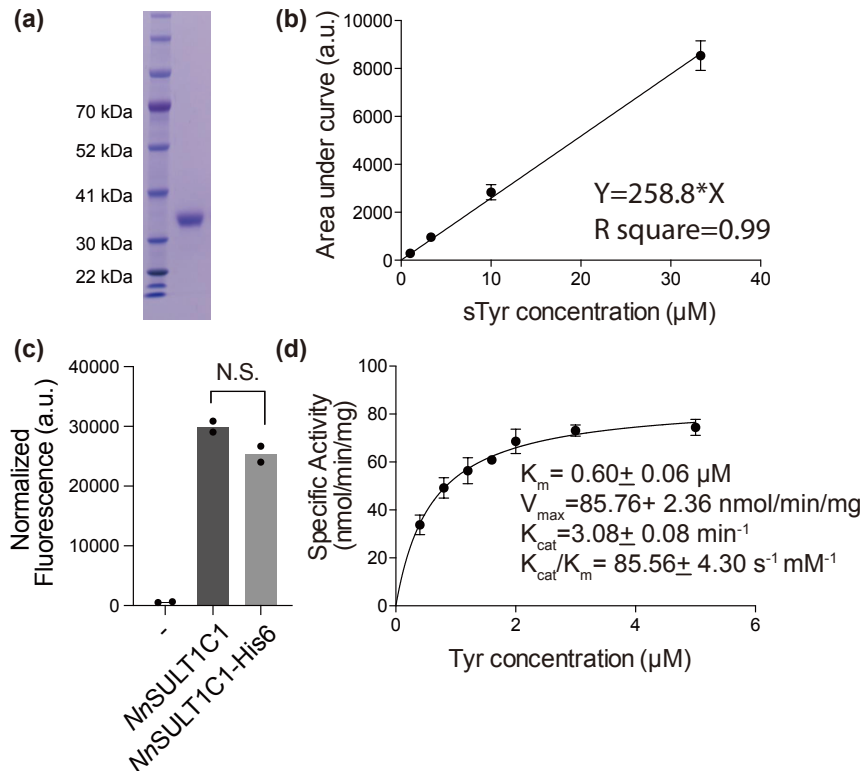 (a)
70 kDa
52 kDa
41 kDa
30 kDa
22 kDa
(b)
Area under curve (a.u.)
10000
8000
6000
4000
2000
0
Y=258.8*X
R square=0.99
0 10 20 30 40
sTyr concentration (µM)
(c)
Normalized
Fluorescence (a.u.)
40000
30000
20000
10000
0
N.S.
-
NnSULT1C1
NnSULT1C1-His6
(d)
Specific Activity
(nmol/min/mg)
100
80
60
40
20
0
Km= 0.60± 0.06 µM
Vmax=85.76+ 2.36 nmol/min/mg
Kcat=3.08± 0.08 min-1
Kcat/Km= 85.56± 4.30 s-1 mM-1
0 2 4 6
Tyr concentration (µM)